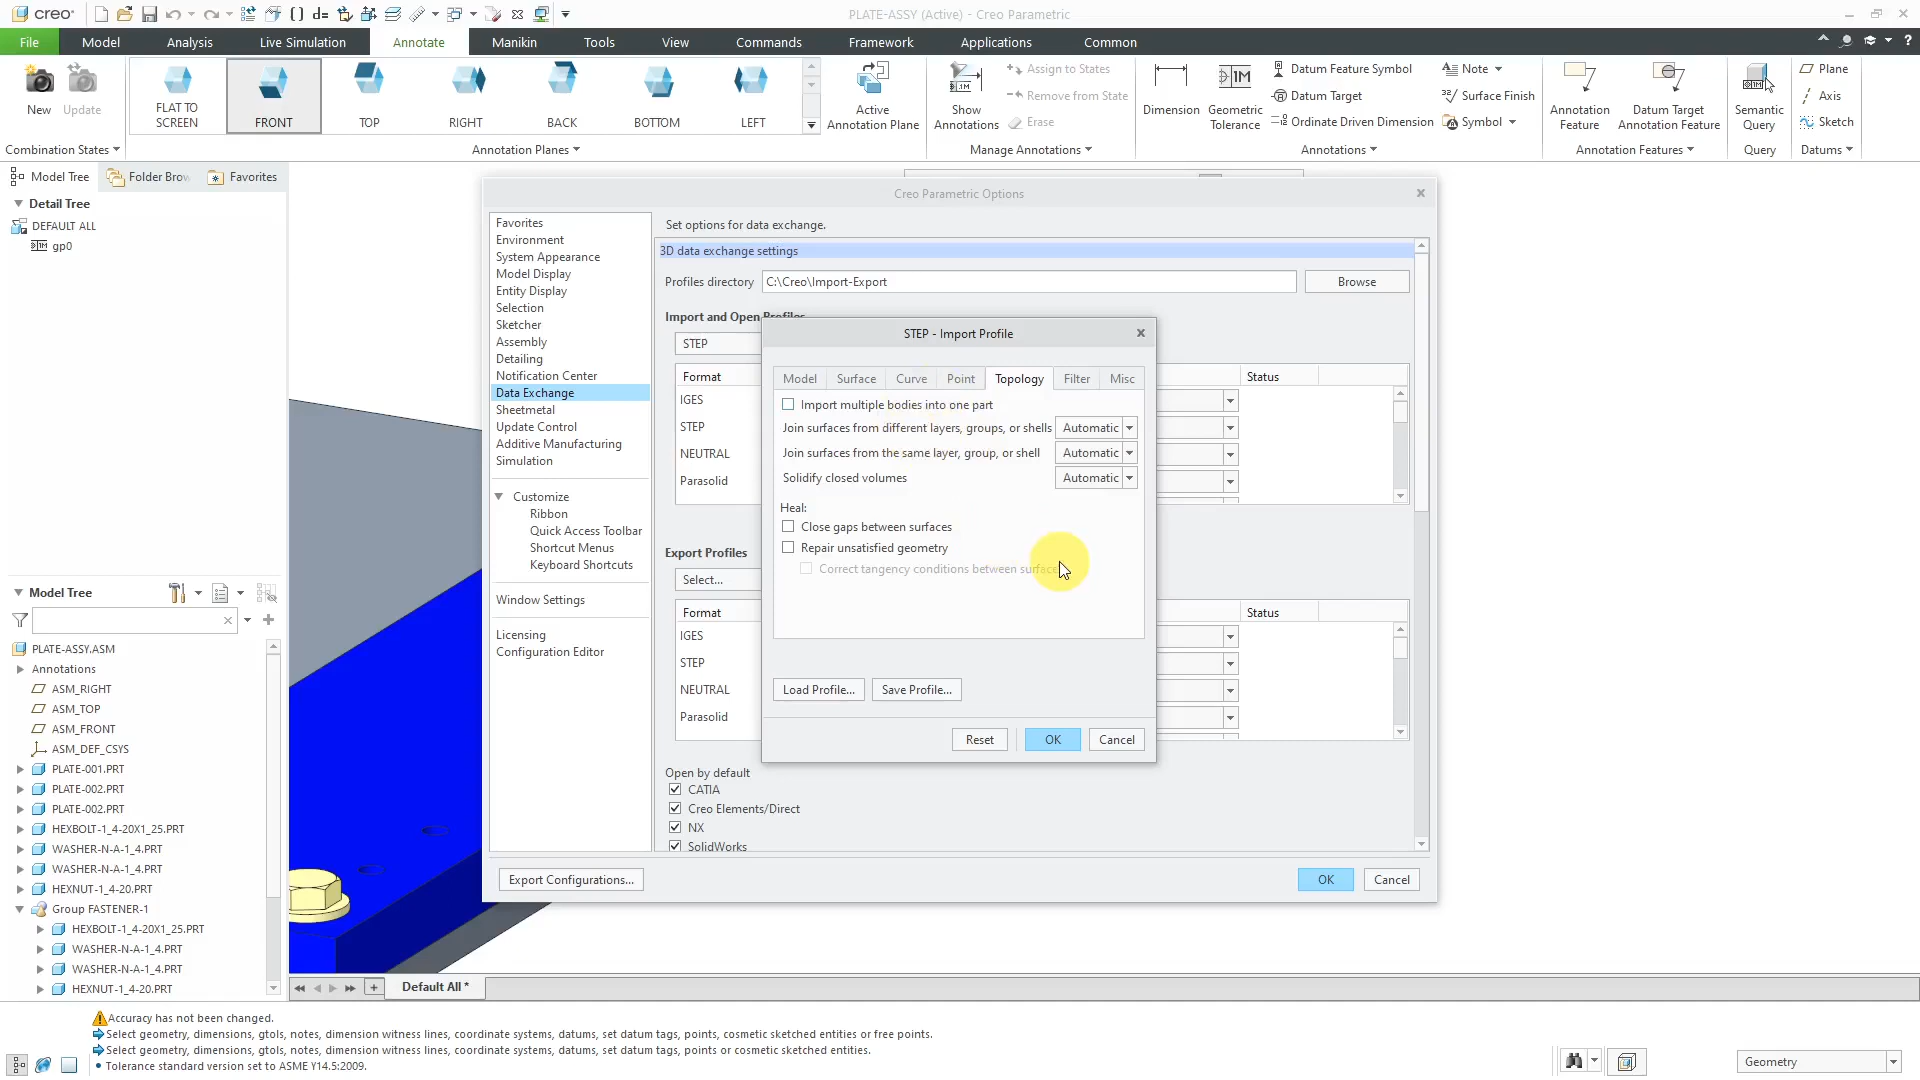 creo
PLATE-ASSY (Active) - Creo Parametric
File
Model
Analysis
Live Simulation
Annotate
Manikin
Tools
View
Commands
Framework
Applications
Common
New
Update
Combination States
FLAT TO SCREEN
FRONT
TOP
RIGHT
BACK
BOTTOM
LEFT
Active Annotation Plane
Annotation Planes
Show Annotations
Assign to States
Remove from State
Erase
Manage Annotations
Dimension
Geometric Tolerance
Datum Feature Symbol
Datum Target
Ordinate Driven Dimension
Note
Surface Finish
Symbol
Annotations
Annotation Feature
Datum Target Annotation Feature
Annotation Features
Semantic Query
Query
Plane
Axis
Sketch
Datums
Model Tree
Folder Brow
Favorites
Detail Tree
DEFAULT ALL
gp0
Model Tree
PLATE-ASSY.ASM
Annotations
ASM_RIGHT
ASM_TOP
ASM_FRONT
ASM_DEF_CSYS
PLATE-001.PRT
PLATE-002.PRT
PLATE-002.PRT
HEXBOLT-1_4-20X1_25.PRT
WASHER-N-A-1_4.PRT
WASHER-N-A-1_4.PRT
HEXNUT-1_4-20.PRT
Group FASTENER-1
HEXBOLT-1_4-20X1_25.PRT
WASHER-N-A-1_4.PRT
WASHER-N-A-1_4.PRT
HEXNUT-1_4-20.PRT
Creo Parametric Options
Favorites
Environment
System Appearance
Model Display
Entity Display
Selection
Sketcher
Assembly
Detailing
Notification Center
Data Exchange
Sheetmetal
Update Control
Additive Manufacturing
Simulation
Customize
Ribbon
Quick Access Toolbar
Shortcut Menus
Keyboard Shortcuts
Window Settings
Licensing
Configuration Editor
Set options for data exchange.
3D data exchange settings
Profiles directory
C:\Creo\Import-Export
Browse
Import and Open Profiles
STEP
Format
Status
IGES
STEP
NEUTRAL
Parasolid
Export Profiles
Select...
Format
Status
IGES
STEP
NEUTRAL
Parasolid
Open by default
CATIA
Creo Elements/Direct
NX
SolidWorks
Export Configurations...
OK
Cancel
STEP - Import Profile
Model
Surface
Curve
Point
Topology
Filter
Misc
Import multiple bodies into one part
Join surfaces from different layers, groups, or shells
Automatic
Join surfaces from the same layer, group, or shell
Automatic
Solidify closed volumes
Automatic
Heal:
Close gaps between surfaces
Repair unsatisfied geometry
Correct tangency conditions between surface
Load Profile...
Save Profile...
Reset
OK
Cancel
Default All *
Accuracy has not been changed.
Select geometry, dimensions, gtols, notes, dimension witness lines, coordinate systems, datums, set datum tags, points, cosmetic sketched entities or free points.
Select geometry, dimensions, gtols, notes, dimension witness lines, coordinate systems, datums, set datum tags, points or cosmetic sketched entities.
• Tolerance standard version set to ASME Y14.5:2009.
Geometry